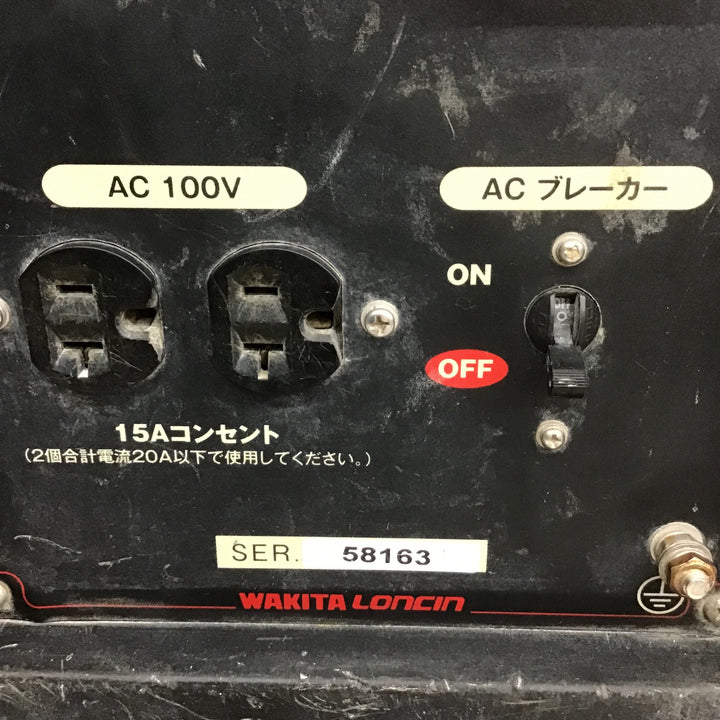 AC 100V
AC ブレーカー
ON
OFF
OFF
15Aコンセント
(2個合計電流20A以下で使用してください。)
SER. 58163
WAKITA LONCIN